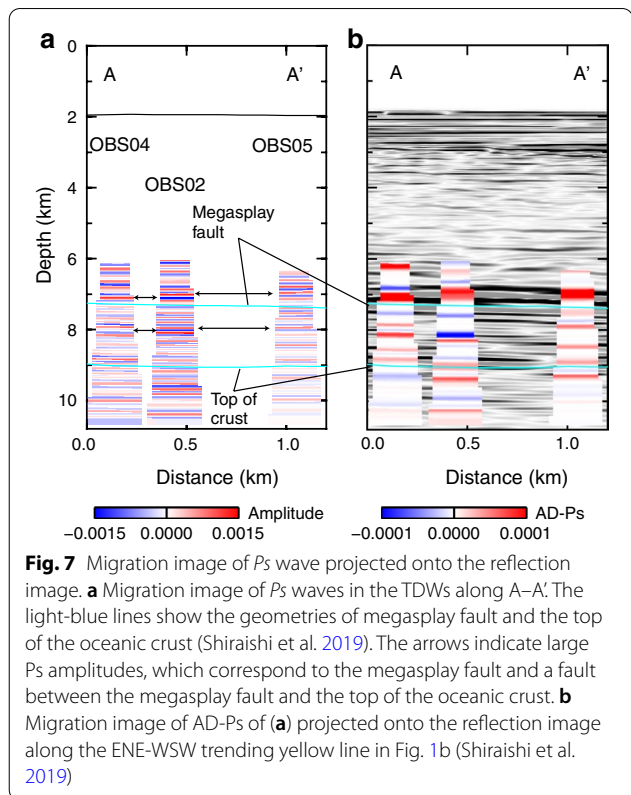 a
b
0
2
4
6
8
10
Depth (km)
A
A’
OBS04
OBS05
OBS02
Megasplay
fault
Top of
crust
0.0
0.5
1.0
Distance (km)
A
A’
0.0
0.5
1.0
Distance (km)
Amplitude
−0.0015
0.0000
0.0015
AD-Ps
−0.0001
0.0000
0.0001
Fig. 7 Migration image of Ps wave projected onto the reflection
image. a Migration image of Ps waves in the TDWs along A–A’. The
light-blue lines show the geometries of megasplay fault and the top
of the oceanic crust (Shiraishi et al. 2019). The arrows indicate large
Ps amplitudes, which correspond to the megasplay fault and a fault
between the megasplay fault and the top of the oceanic crust. b
Migration image of AD-Ps of (a) projected onto the reflection image
along the ENE-WSW trending yellow line in Fig. 1b (Shiraishi et al.
2019)